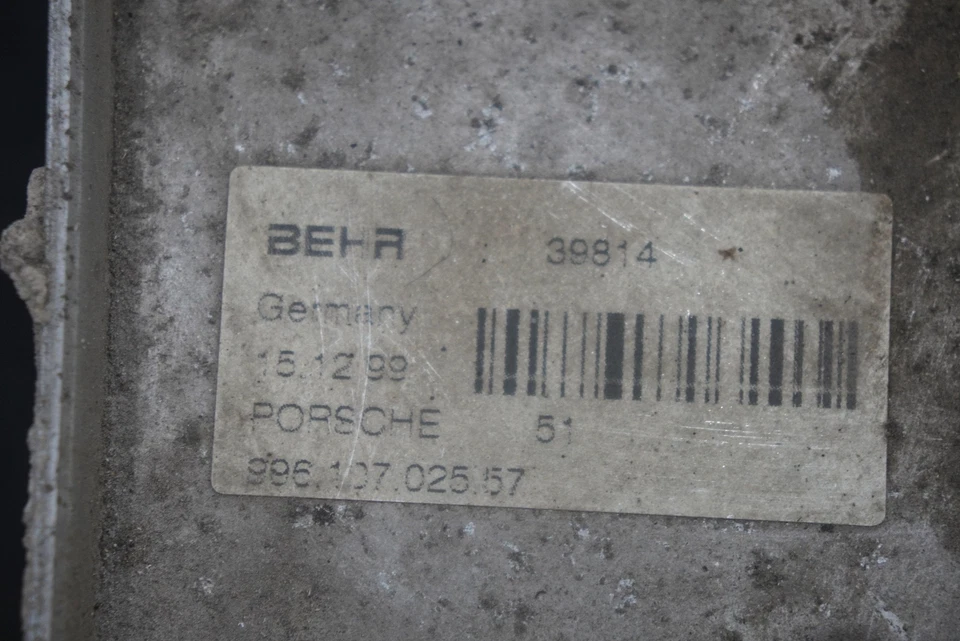 BEHR 39814
Germany
15.12.99
PORSCHE 51
996.107.025.57